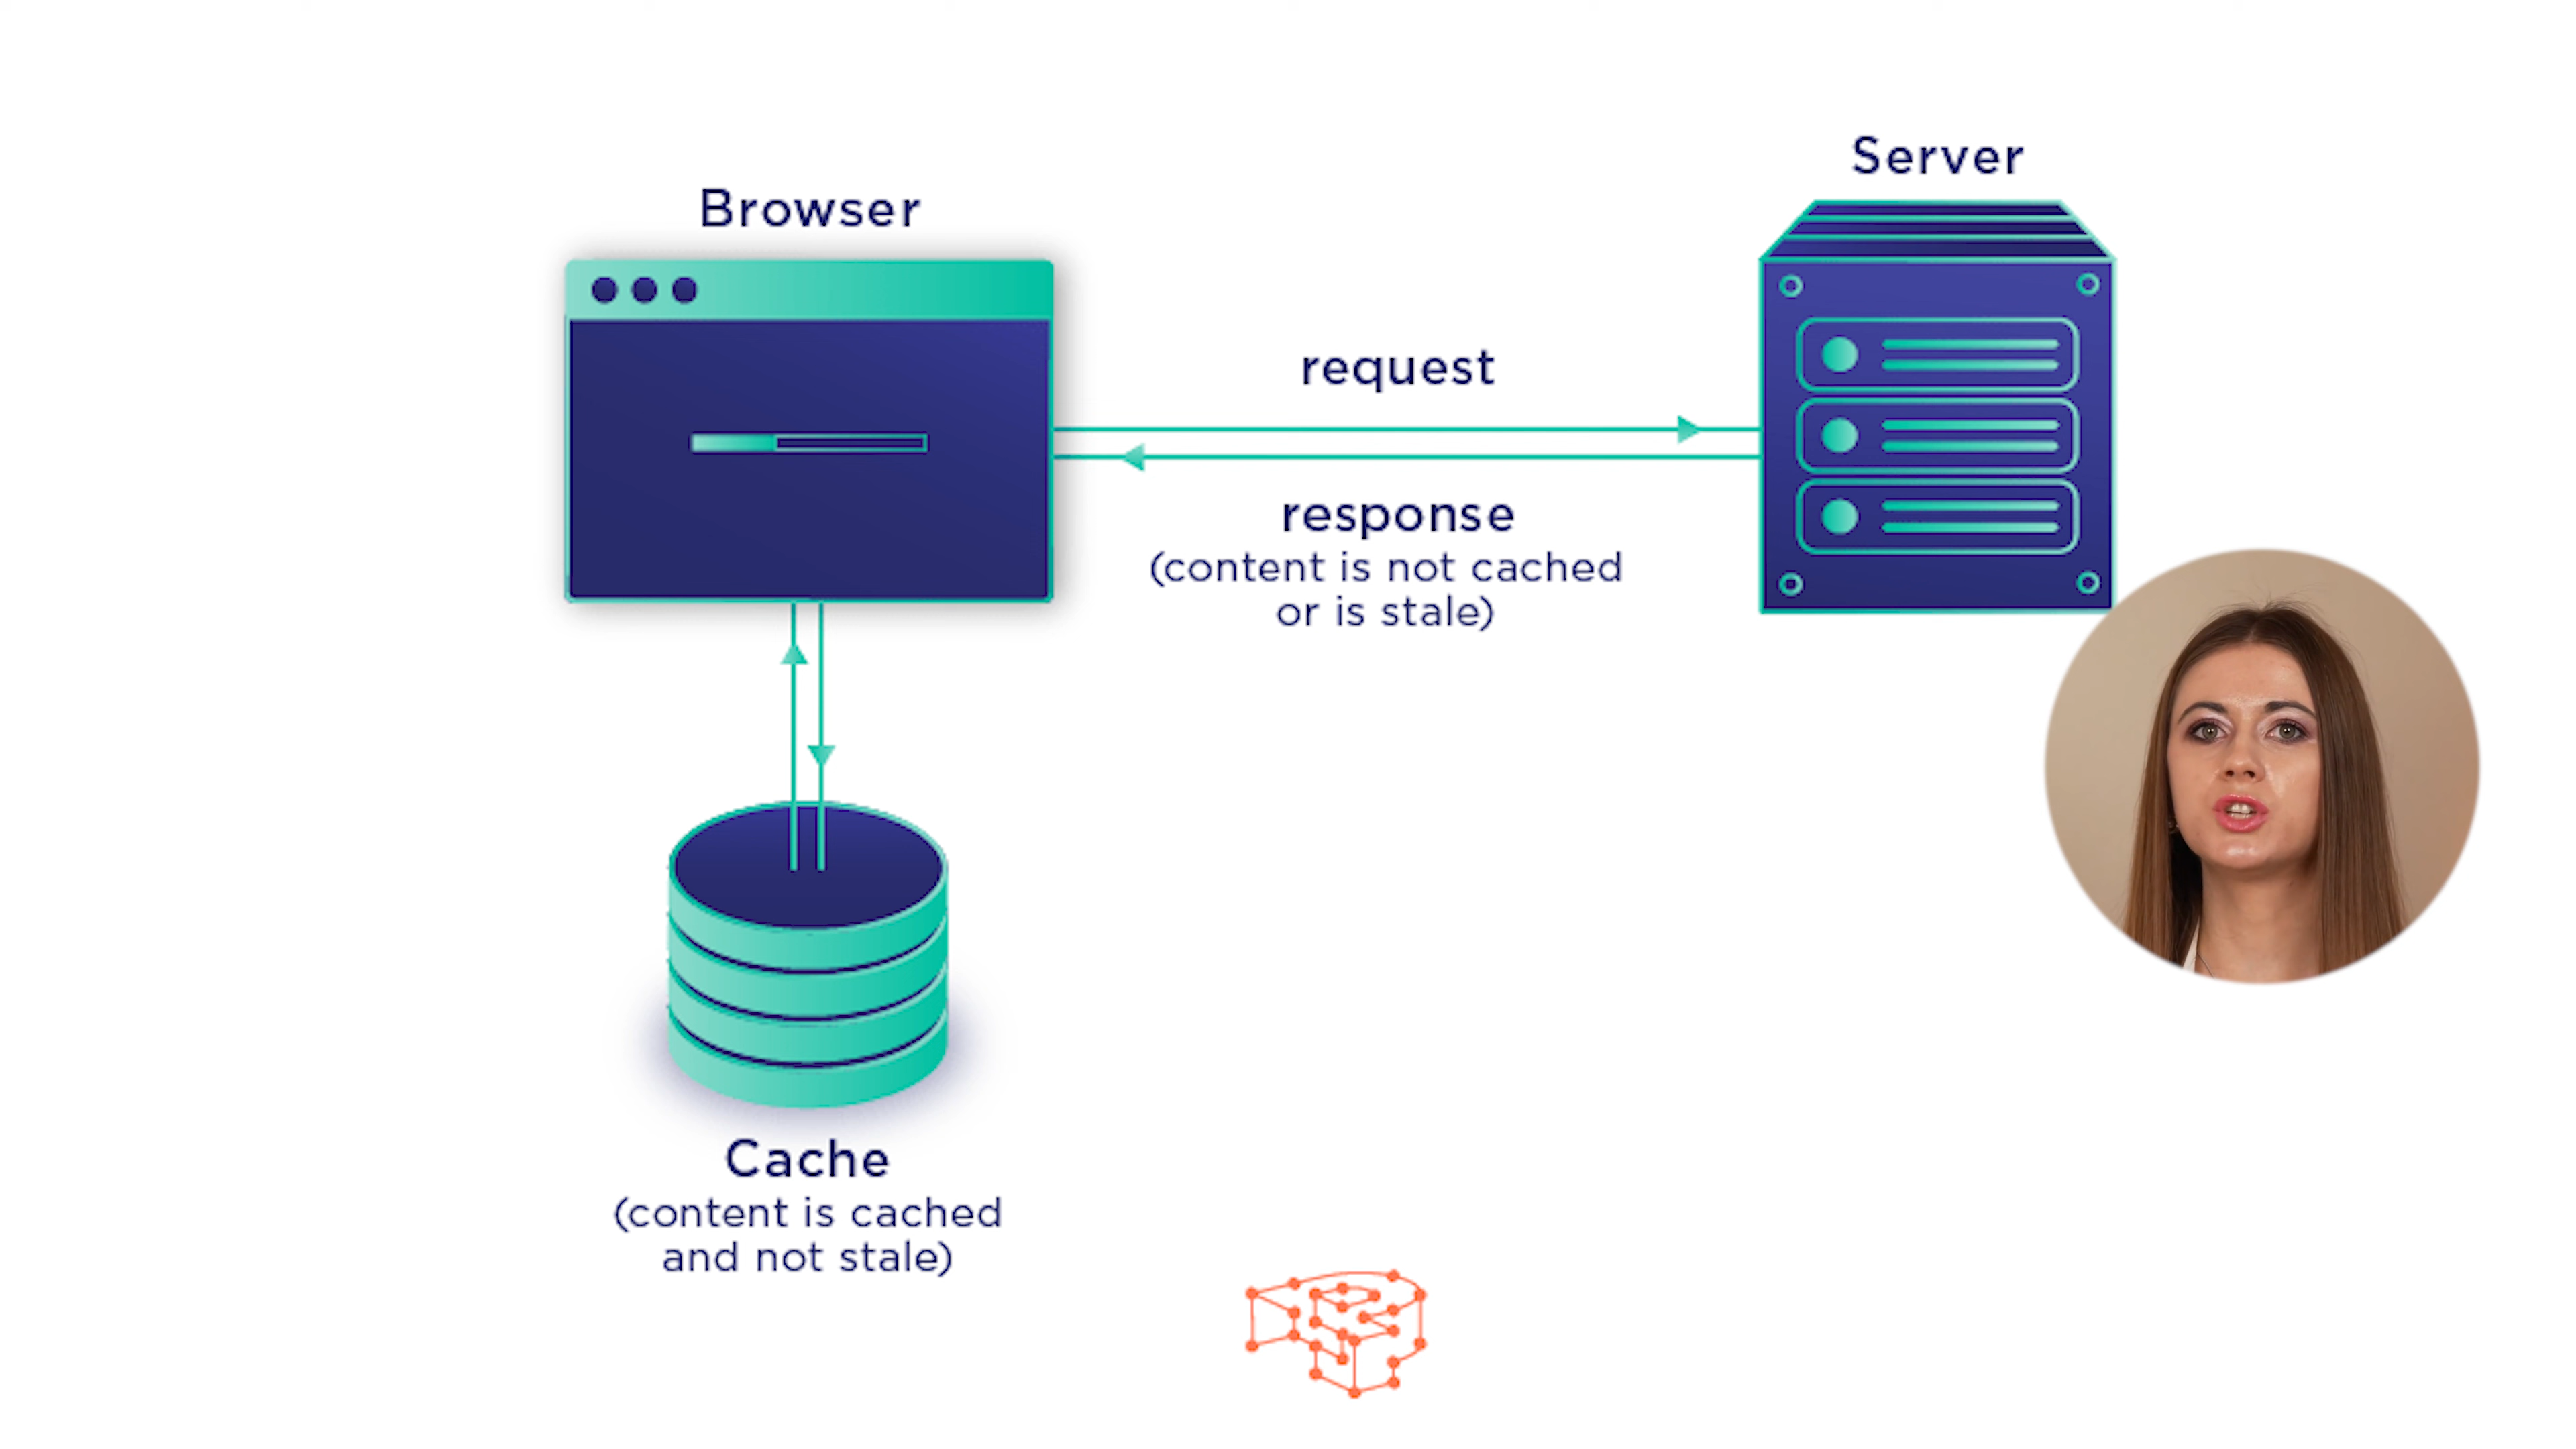 Server
Browser
request
response
(content is not cached
or is stale)
Cache
(content is cached
and not stale)